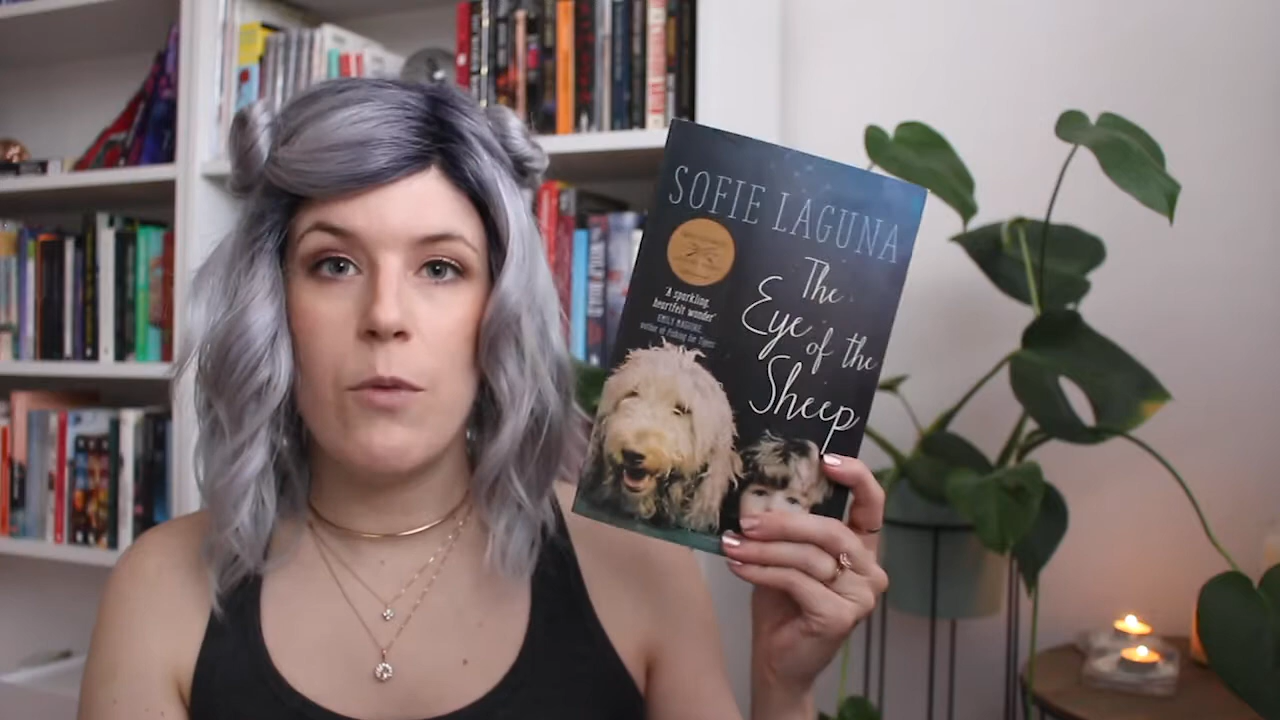 SOFIE LAGUNA
The
Eye
of the
Sheep
'A sparkling,
heartfelt wonder'
EMILY MAGUIRE,
author of Fishing for Tigers